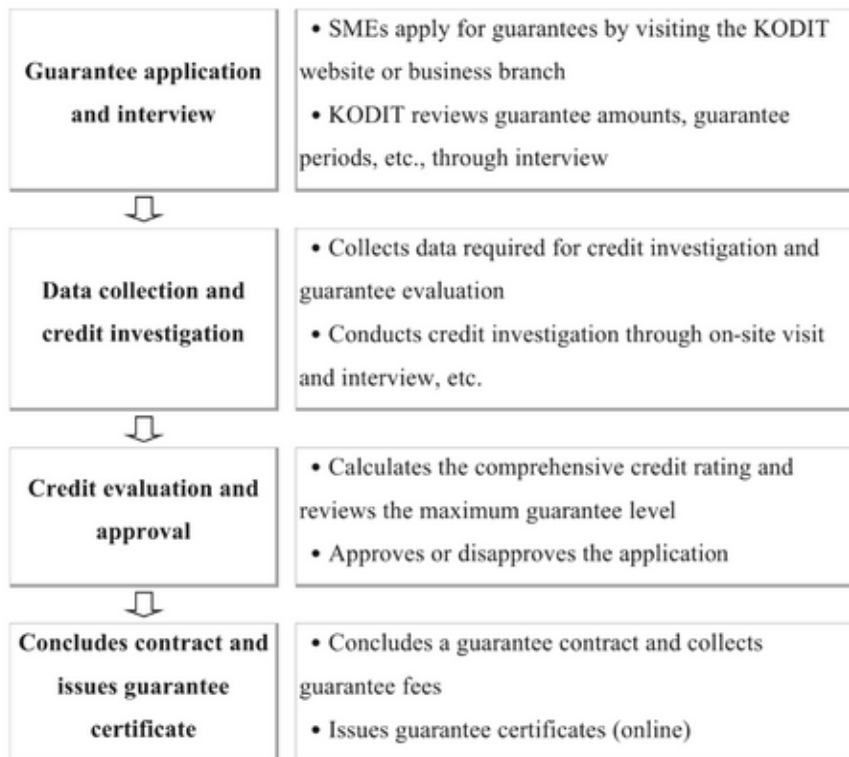 Guarantee application
and interview
• SMEs apply for guarantees by visiting the KODIT
website or business branch
• KODIT reviews guarantee amounts, guarantee
periods, etc., through interview
Data collection and
credit investigation
• Collects data required for credit investigation and
guarantee evaluation
• Conducts credit investigation through on-site visit
and interview, etc.
Credit evaluation and
approval
• Calculates the comprehensive credit rating and
reviews the maximum guarantee level
• Approves or disapproves the application
Concludes contract and
issues guarantee
certificate
• Concludes a guarantee contract and collects
guarantee fees
• Issues guarantee certificates (online)